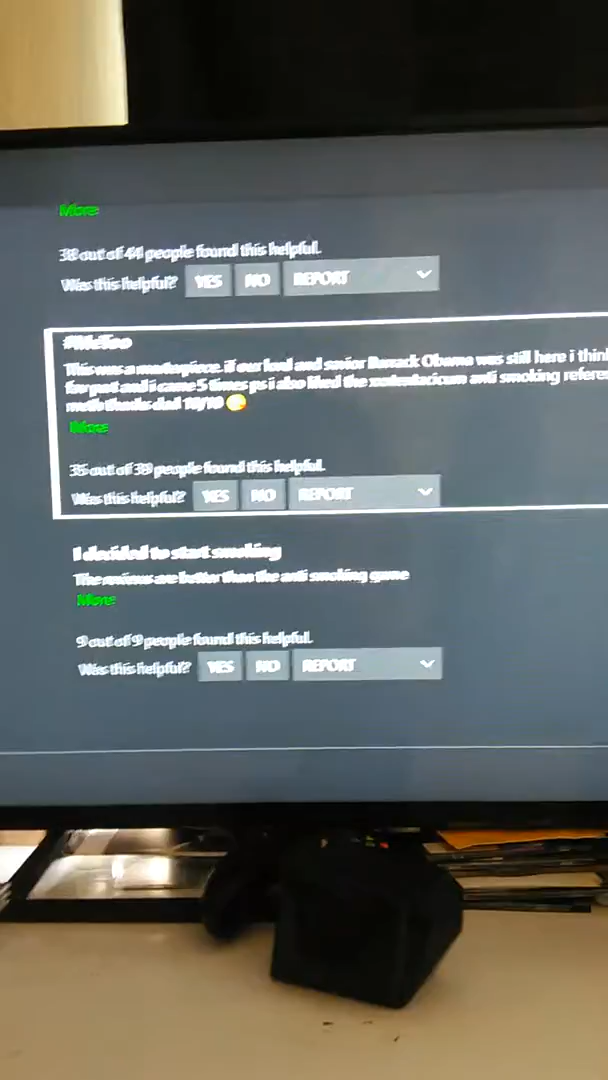 More
38 out of 44 people found this helpful.
Was this helpful? YES NO REPORT
#MeToo
This was a masterpiece. if our lord and savior Barrack Obama was still here i think
far part and i came 5 times ps i also liked the anti smoking
meth thanks dad 10/10
More
35 out of 39 people found this helpful.
Was this helpful? YES NO REPORT
I decided to start smoking
The reviews are better than the anti smoking game
More
9 out of 9 people found this helpful.
Was this helpful? YES NO REPORT